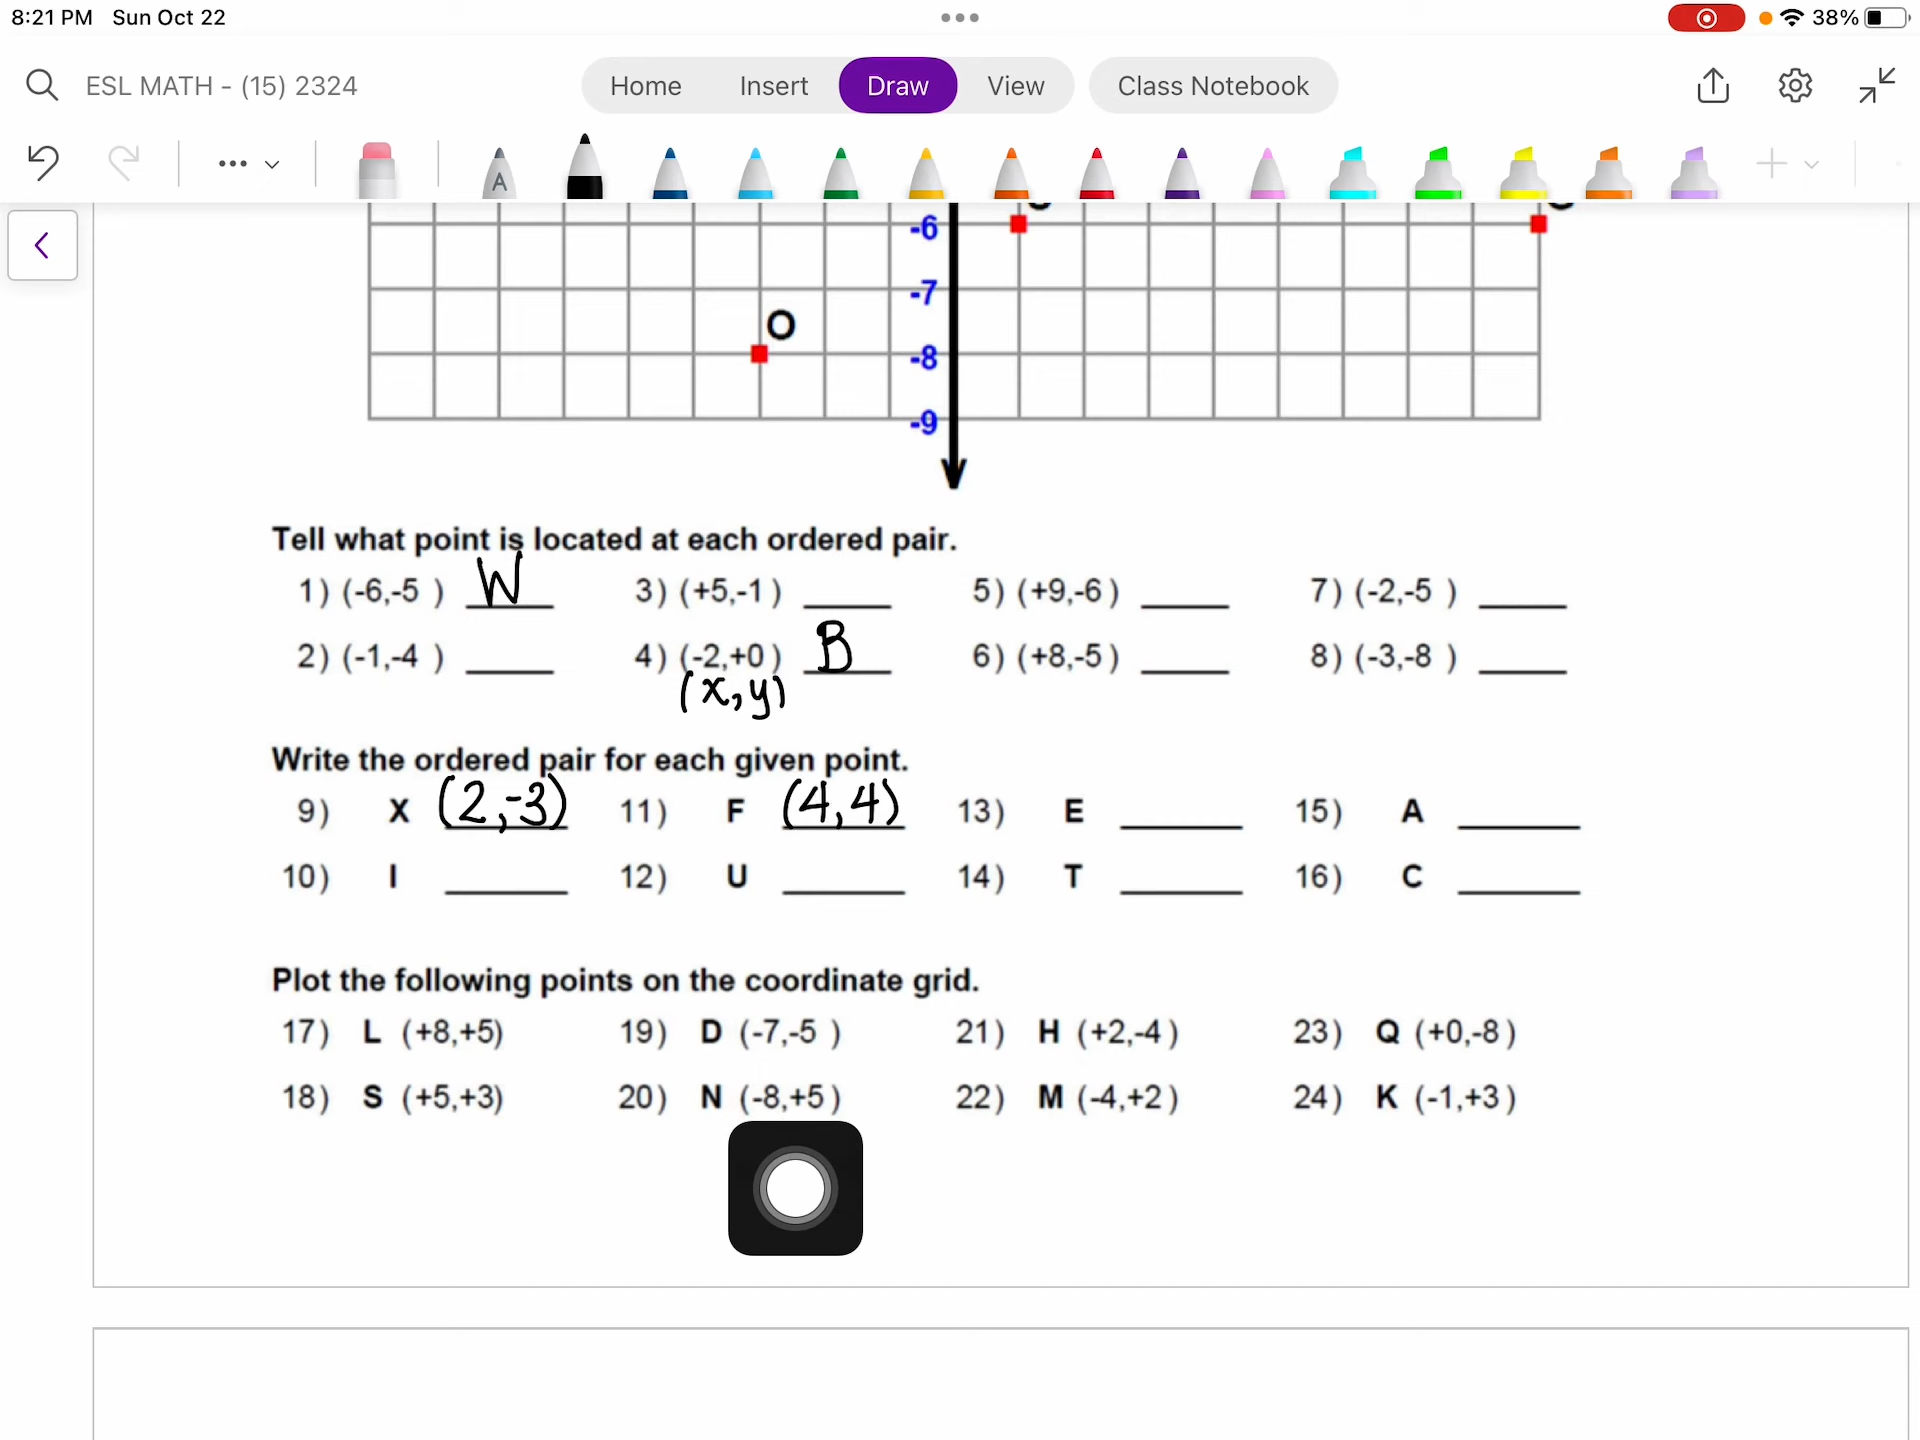 8:21 PM Sun Oct 22
38%
ESL MATH - (15) 2324 Home Insert Draw View Class Notebook
A
-6
-7
O
-8
-9
Tell what point is located at each ordered pair.
1) (-6,-5 ) W 3) (+5,-1 ) ____ 5) (+9,-6 ) ____ 7) (-2,-5 ) ____
2) (-1,-4 ) ____ 4) (-2,+0 ) B 6) (+8,-5 ) ____ 8) (-3,-8 ) ____
(x,y)
Write the ordered pair for each given point.
9) X (2,-3) 11) F (4,4) 13) E ____ 15) A ____
10) I ____ 12) U ____ 14) T ____ 16) C ____
Plot the following points on the coordinate grid.
17) L (+8,+5) 19) D (-7,-5 ) 21) H (+2,-4 ) 23) Q (+0,-8 )
18) S (+5,+3) 20) N (-8,+5 ) 22) M (-4,+2 ) 24) K (-1,+3 )